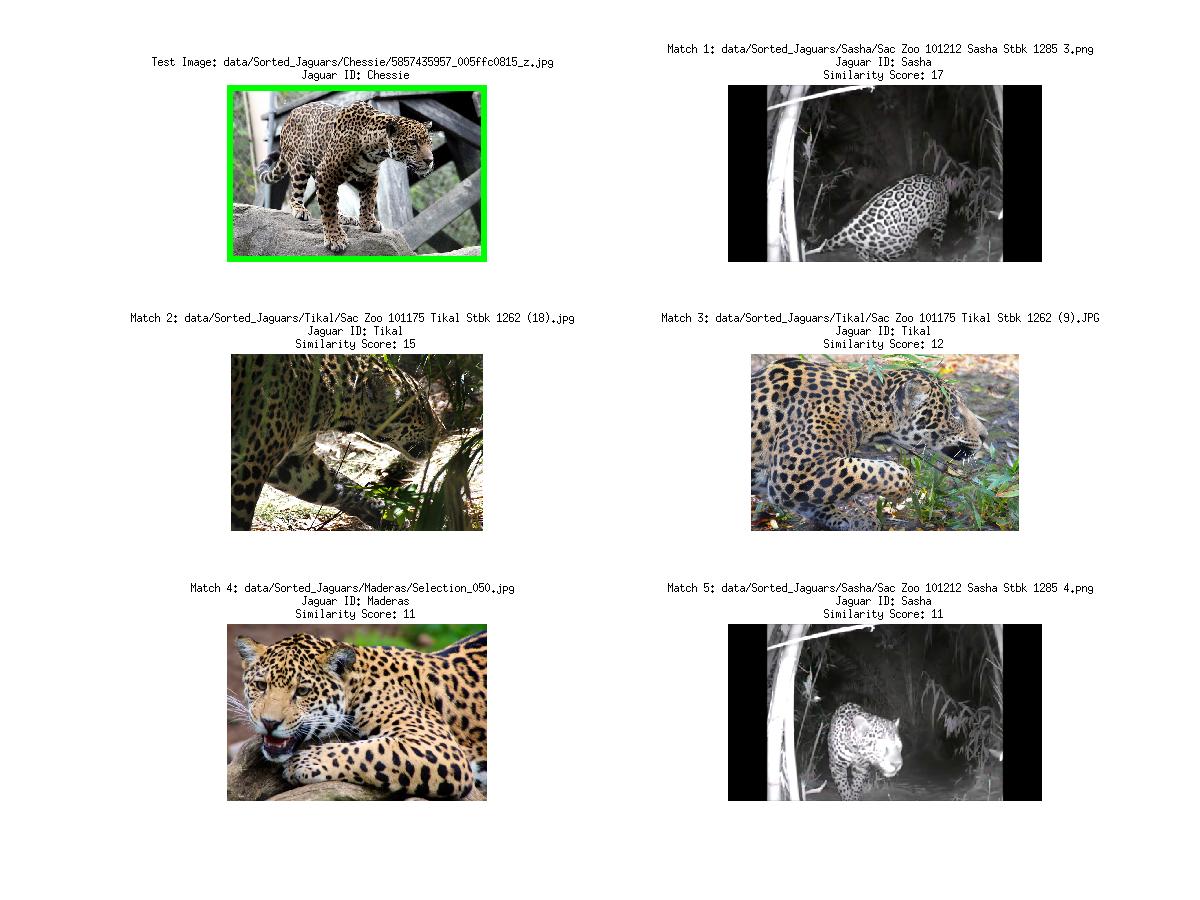 Test Image: data/Sorted_Jaguars/Chessie/5857435957_005ffc0815_z.jpg
Jaguar ID: Chessie
Match 1: data/Sorted_Jaguars/Sasha/Sac Zoo 101212 Sasha Stbk 1285 3.png
Jaguar ID: Sasha
Similarity Score: 17
Match 2: data/Sorted_Jaguars/Tikal/Sac Zoo 101175 Tikal Stbk 1262 (18).jpg
Jaguar ID: Tikal
Similarity Score: 15
Match 3: data/Sorted_Jaguars/Tikal/Sac Zoo 101175 Tikal Stbk 1262 (9).JPG
Jaguar ID: Tikal
Similarity Score: 12
Match 4: data/Sorted_Jaguars/Maderas/Selection_050.jpg
Jaguar ID: Maderas
Similarity Score: 11
Match 5: data/Sorted_Jaguars/Sasha/Sac Zoo 101212 Sasha Stbk 1285 4.png
Jaguar ID: Sasha
Similarity Score: 11